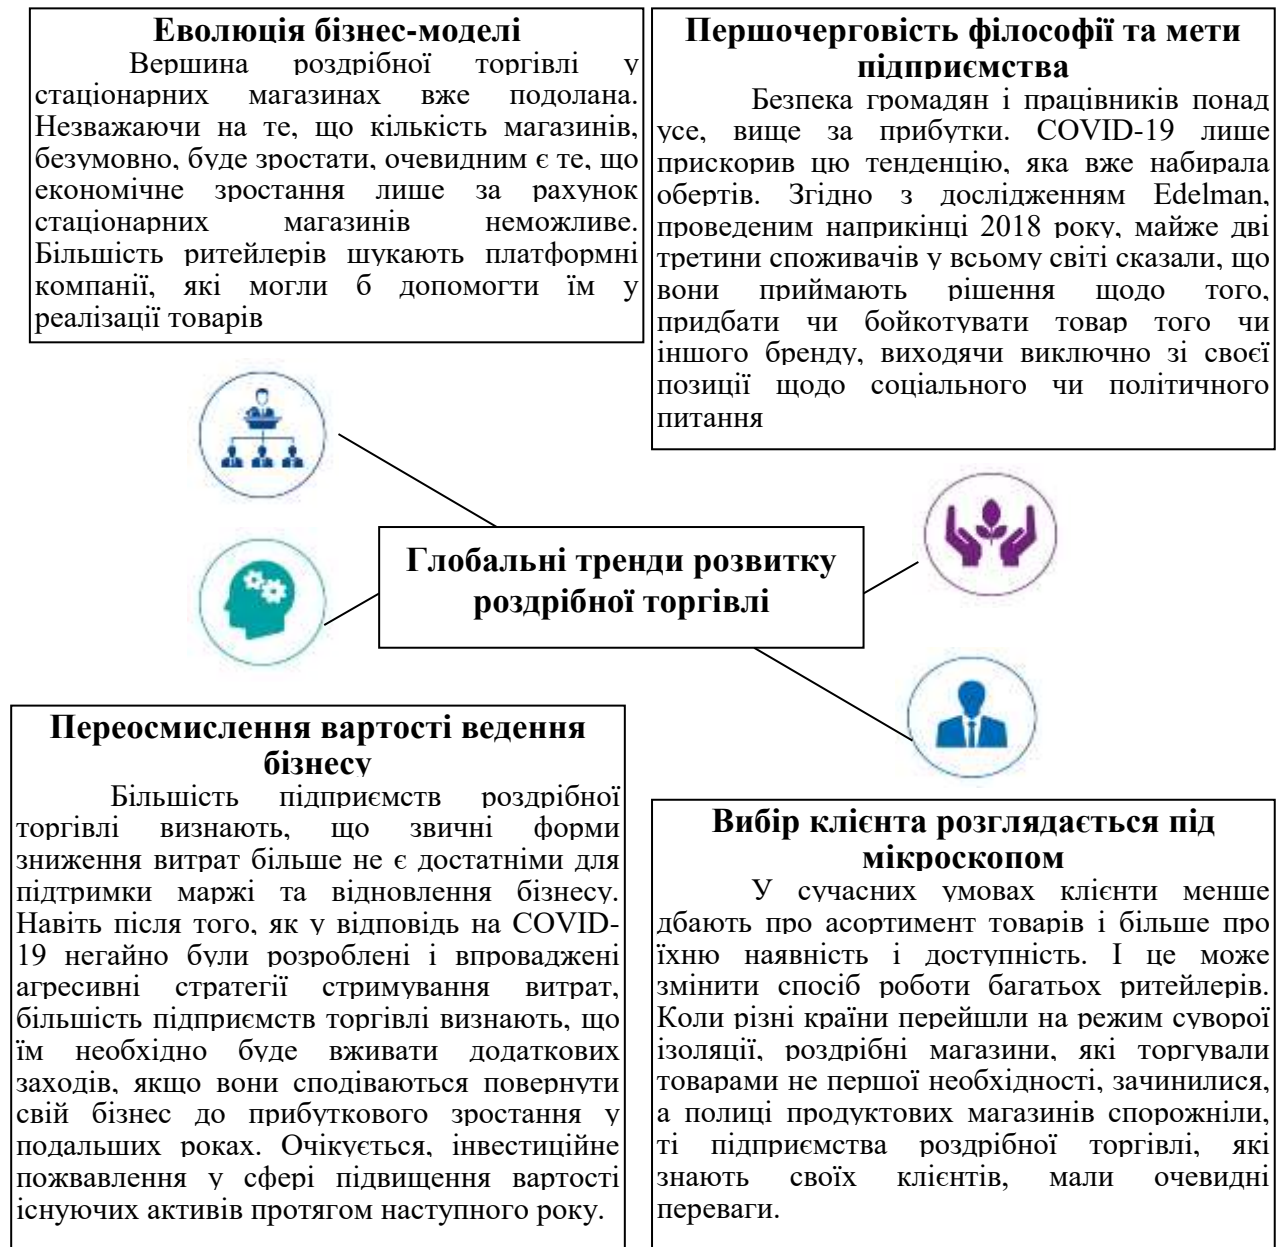 Еволюція бізнес-моделі
Вершина роздрібної торгівлі у
стаціонарних магазинах вже подолана.
Незважаючи на те, що кількість магазинів,
безумовно, буде зростати, очевидним є те, що
економічне зростання лише за рахунок
стаціонарних магазинів неможливе.
Більшість ритейлерів шукають платформні
компанії, які могли б допомогти їм у
реалізації товарів
Першочерговість філософії та мети
підприємства
Безпека громадян і працівників понад
усе, вище за прибутки. COVID-19 лише
прискорив цю тенденцію, яка вже набирала
обертів. Згідно з дослідженням Edelman,
проведеним наприкінці 2018 року, майже дві
третини споживачів у всьому світі сказали, що
вони приймають рішення щодо того,
придбати чи бойкотувати товар того чи
іншого бренду, виходячи виключно зі своєї
позиції щодо соціального чи політичного
питання
Глобальні тренди розвитку
роздрібної торгівлі
Переосмислення вартості ведення
бізнесу
Більшість підприємств роздрібної
торгівлі визнають, що звичні форми
зниження витрат більше не є достатніми для
підтримки маржі та відновлення бізнесу.
Навіть після того, як у відповідь на COVID-
19 негайно були розроблені і впроваджені
агресивні стратегії стримування витрат,
більшість підприємств торгівлі визнають, що
їм необхідно буде вживати додаткових
заходів, якщо вони сподіваються повернути
свій бізнес до прибуткового зростання у
подальших роках. Очікується, інвестиційне
пожвавлення у сфері підвищення вартості
існуючих активів протягом наступного року.
Вибір клієнта розглядається під
мікроскопом
У сучасних умовах клієнти менше
дбають про асортимент товарів і більше про
їхню наявність і доступність. І це може
змінити спосіб роботи багатьох ритейлерів.
Коли різні країни перейшли на режим суворої
ізоляції, роздрібні магазини, які торгували
товарами не першої необхідності, зачинилися,
а полиці продуктових магазинів спорожніли,
ті підприємства роздрібної торгівлі, які
знають своїх клієнтів, мали очевидні
переваги.